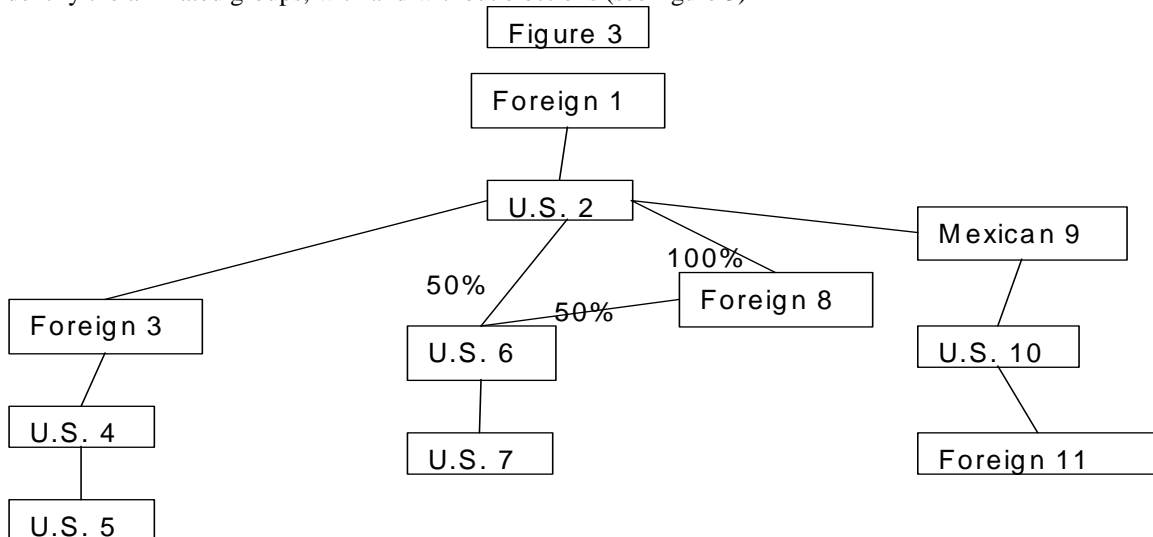 Figure 3
Foreign 1
U.S. 2
Mexican 9
100%
Foreign 8
50%
50%
Foreign 3
U.S. 6
U.S. 10
U.S. 4
U.S. 7
Foreign 11
U.S. 5